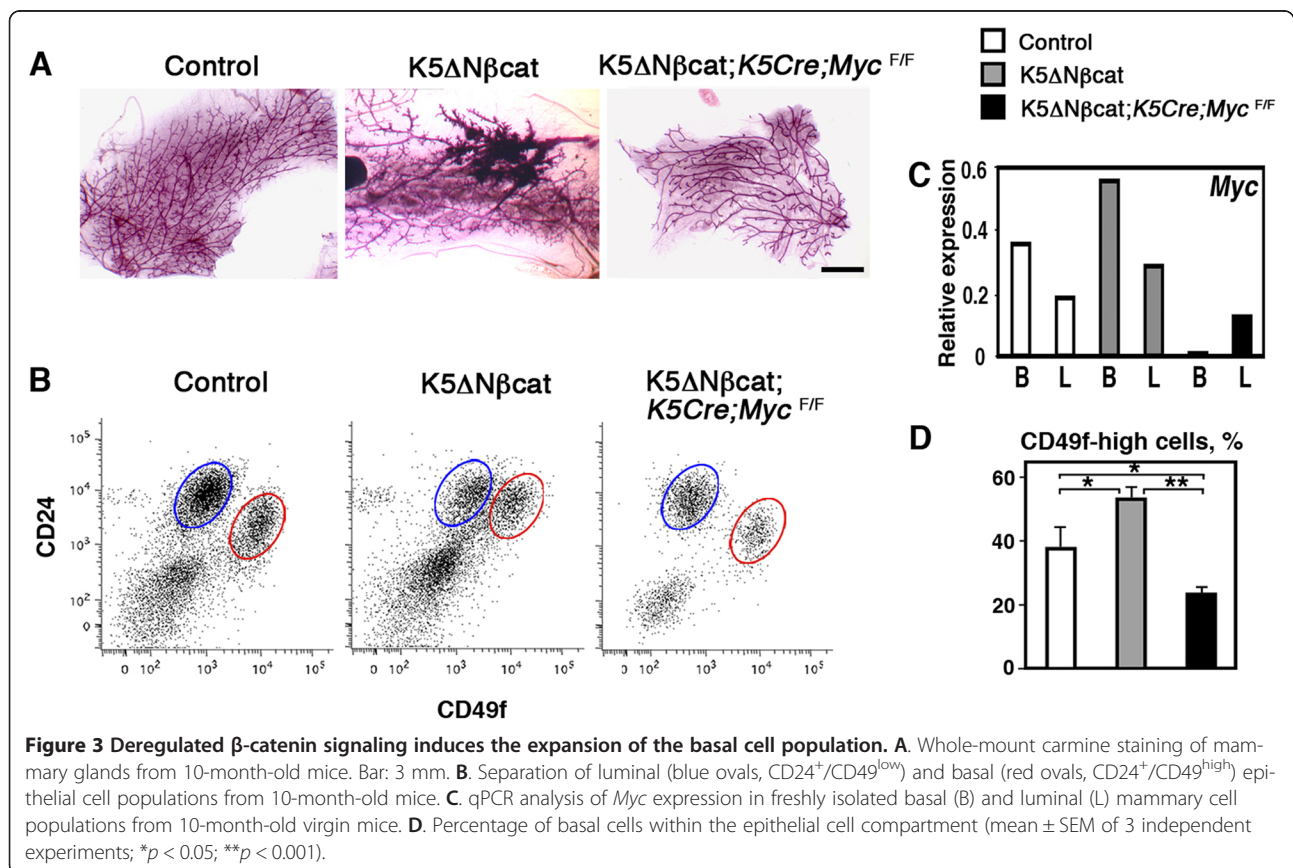 A
Control
K5ΔNβcat
K5ΔNβcat;K5Cre;Myc F/F
Control
K5ΔNβcat
K5ΔNβcat;K5Cre;Myc F/F
C
Myc
Relative expression
0.6
0.4
0.2
0
B L B L B L
B
Control
K5ΔNβcat
K5ΔNβcat;
K5Cre;Myc F/F
CD24
10⁵
10⁴
10³
10²
0
0 10² 10³ 10⁴ 10⁵
0 10² 10³ 10⁴ 10⁵
0 10² 10³ 10⁴ 10⁵
CD49f
D
CD49f-high cells, %
60
40
20
0
*
* **
Figure 3 Deregulated β-catenin signaling induces the expansion of the basal cell population. A. Whole-mount carmine staining of mam-
mary glands from 10-month-old mice. Bar: 3 mm. B. Separation of luminal (blue ovals, CD24⁺/CD49ˡᵒʷ) and basal (red ovals, CD24⁺/CD49ʰⁱᵍʰ) epi-
thelial cell populations from 10-month-old mice. C. qPCR analysis of Myc expression in freshly isolated basal (B) and luminal (L) mammary cell
populations from 10-month-old virgin mice. D. Percentage of basal cells within the epithelial cell compartment (mean ± SEM of 3 independent
experiments; *p < 0.05; **p < 0.001).